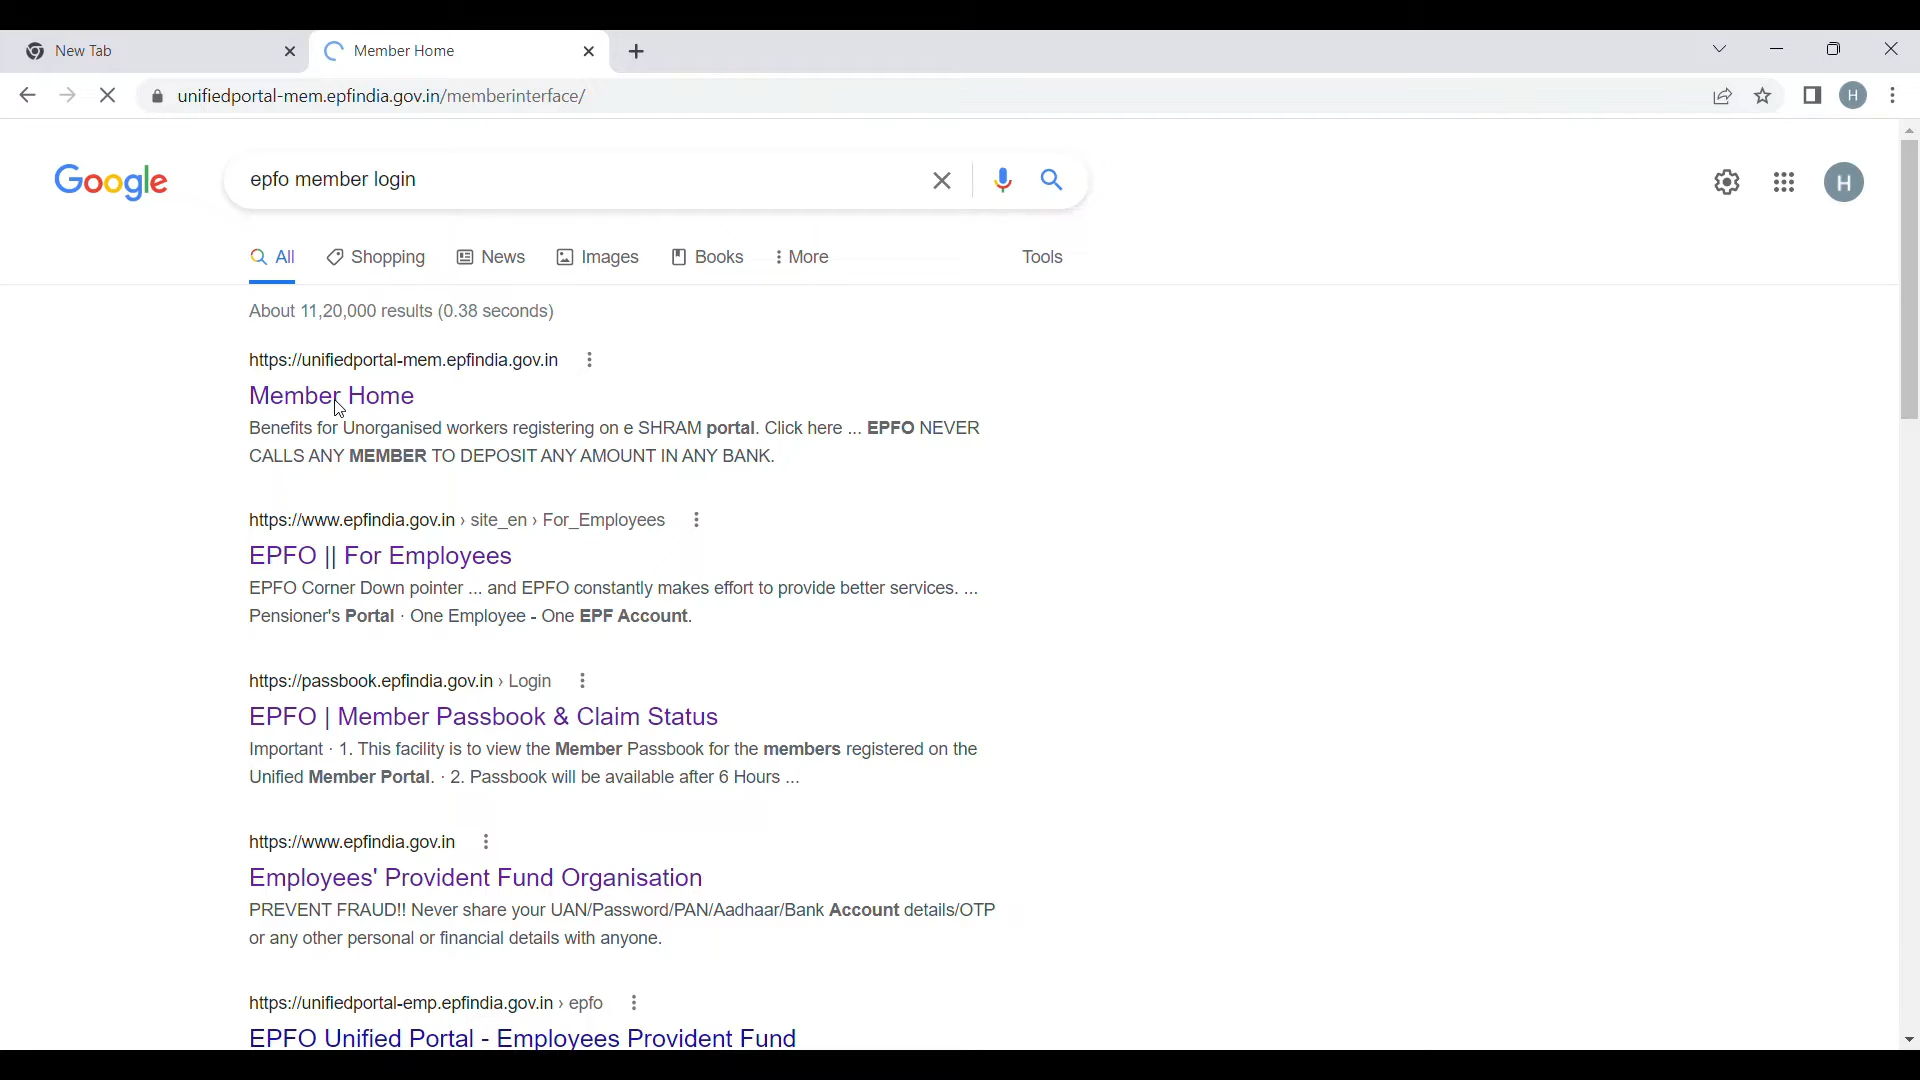 New Tab
Member Home
unifiedportal-mem.epfindia.gov.in/memberinterface/
H
Google
epfo member login
H
All Shopping News Images Books More Tools
About 11,20,000 results (0.38 seconds)
https://unifiedportal-mem.epfindia.gov.in
Member Home
Benefits for Unorganised workers registering on e SHRAM portal. Click here ... EPFO NEVER
CALLS ANY MEMBER TO DEPOSIT ANY AMOUNT IN ANY BANK.
https://www.epfindia.gov.in › site_en › For_Employees
EPFO || For Employees
EPFO Corner Down pointer ... and EPFO constantly makes effort to provide better services. ...
Pensioner's Portal · One Employee - One EPF Account.
https://passbook.epfindia.gov.in › Login
EPFO | Member Passbook & Claim Status
Important · 1. This facility is to view the Member Passbook for the members registered on the
Unified Member Portal. · 2. Passbook will be available after 6 Hours ...
https://www.epfindia.gov.in
Employees' Provident Fund Organisation
PREVENT FRAUD!! Never share your UAN/Password/PAN/Aadhaar/Bank Account details/OTP
or any other personal or financial details with anyone.
https://unifiedportal-emp.epfindia.gov.in › epfo
EPFO Unified Portal - Employees Provident Fund